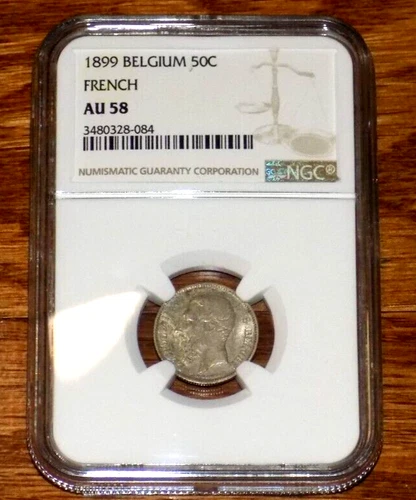 1899 BELGIUM 50C
FRENCH
AU 58
3480328-084
NUMISMATIC GUARANTY CORPORATION
NGC®